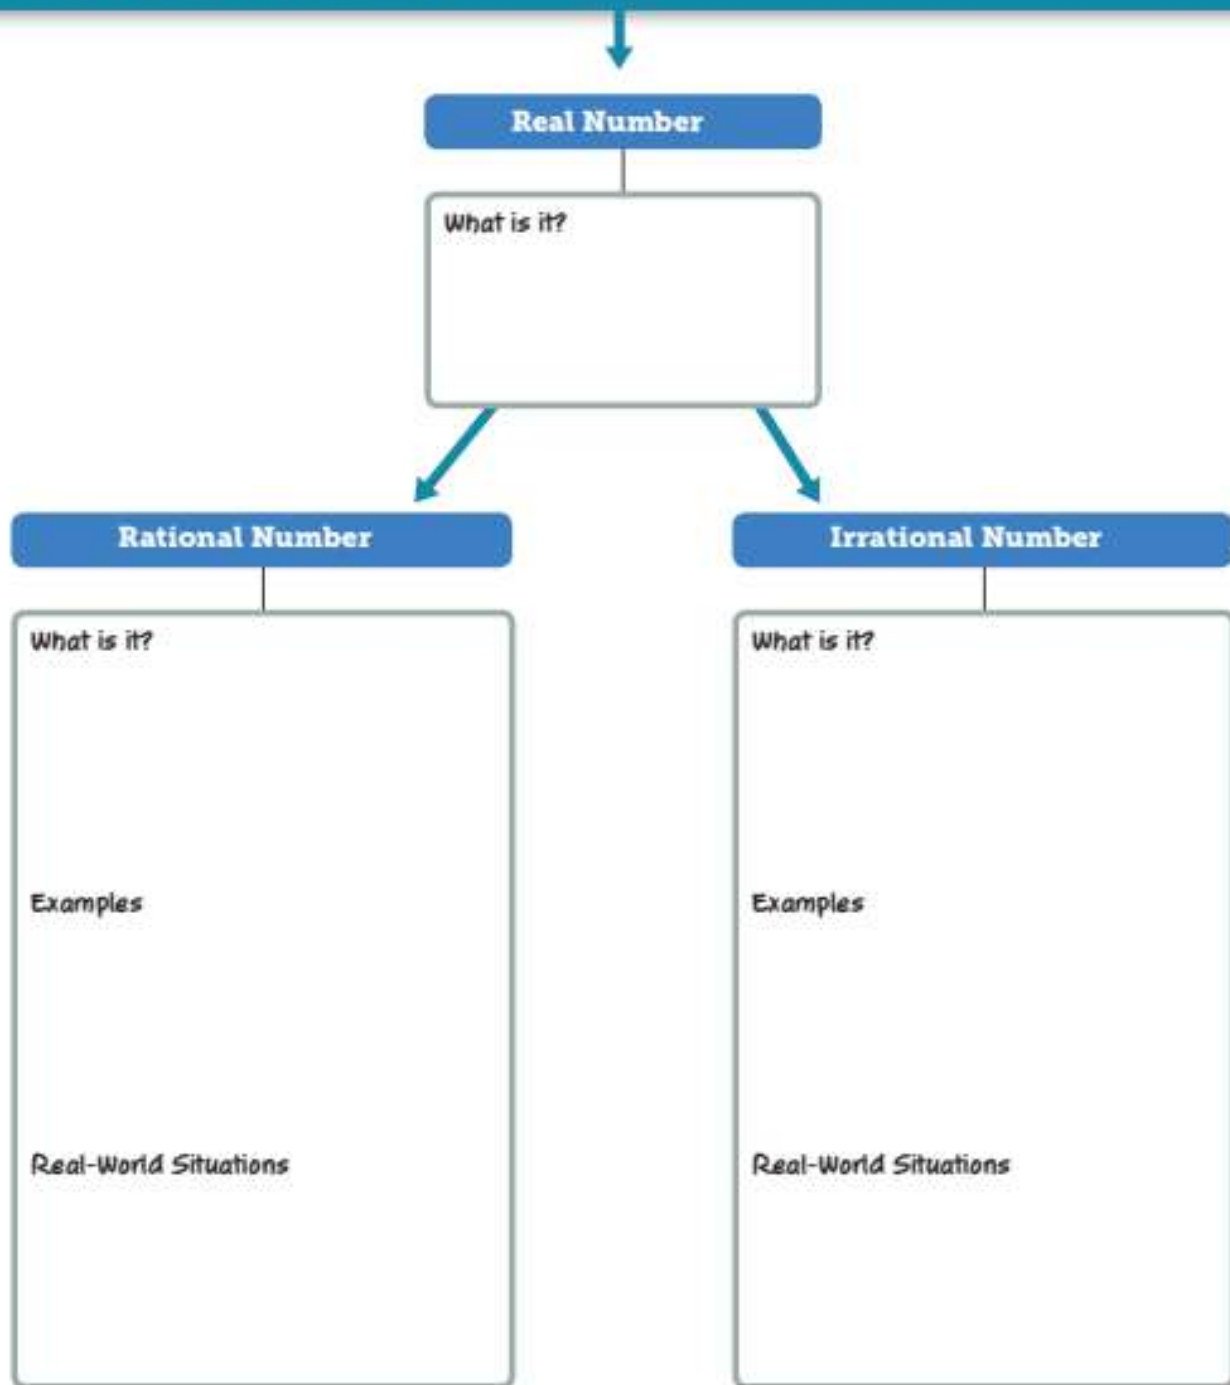 Real Number
What is it?
Rational Number
What is it?
Examples
Real-World Situations
Irrational Number
What is it?
Examples
Real-World Situations